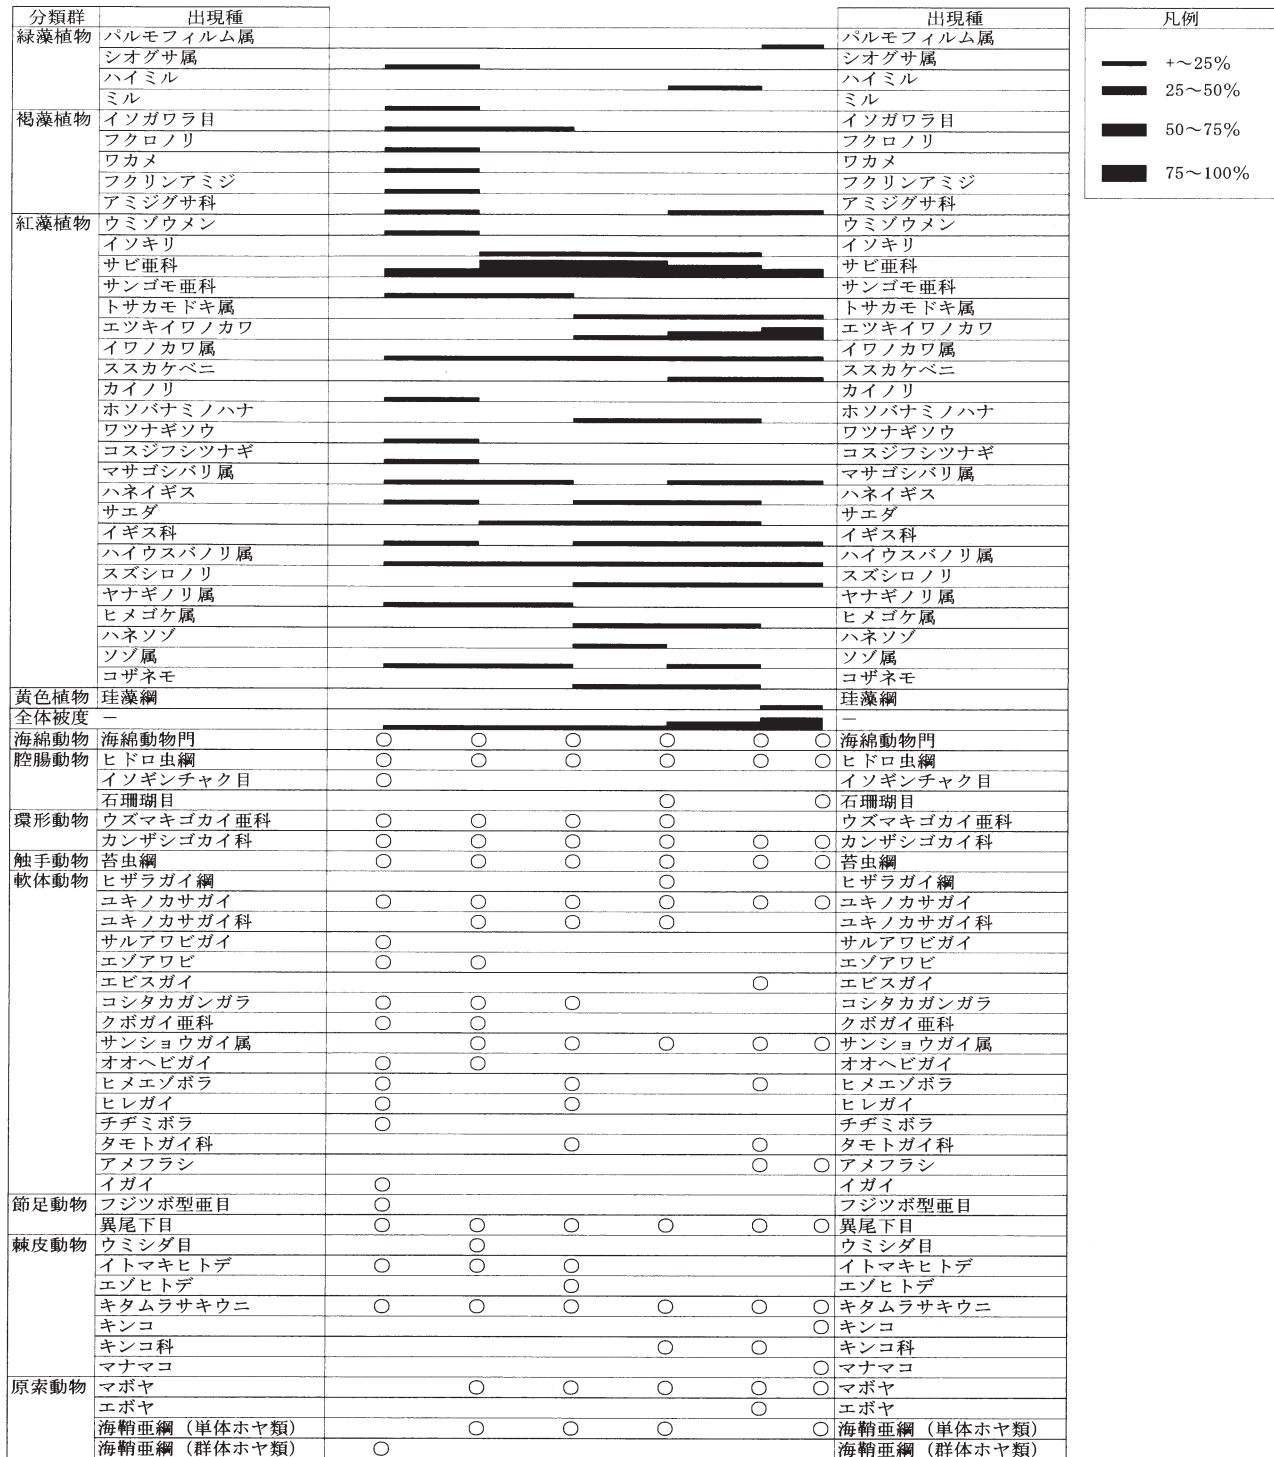 分類群 出現種 出現種 凡例
緑藻植物 パルモフィルム属 パルモフィルム属
シオグサ属 シオグサ属
ハイミル ハイミル
ミル ミル
褐藻植物 イソガワラ目 イソガワラ目
フクロノリ フクロノリ
ワカメ ワカメ
フクリンアミジ フクリンアミジ
アミジグサ科 アミジグサ科
+～25%
25～50%
50～75%
75～100%
紅藻植物 ウミゾウメン ウミゾウメン
イソキリ イソキリ
サビ亜科 サビ亜科
サンゴモ亜科 サンゴモ亜科
トサカモドキ属 トサカモドキ属
エツキイワノカワ エツキイワノカワ
イワノカワ属 イワノカワ属
ススカケベニ ススカケベニ
カイノリ カイノリ
ホソバナミノハナ ホソバナミノハナ
ワツナギソウ ワツナギソウ
コスジフシツナギ コスジフシツナギ
マサゴシバリ属 マサゴシバリ属
ハネイギス ハネイギス
サエダ サエダ
イギス科 イギス科
ハイウスバノリ属 ハイウスバノリ属
スズシロノリ スズシロノリ
ヤナギノリ属 ヤナギノリ属
ヒメゴケ属 ヒメゴケ属
ハネソゾ ハネソゾ
ソゾ属 ソゾ属
コザネモ コザネモ
黄色植物 珪藻綱 珪藻綱
全体被度 － －
海綿動物 海綿動物門 ○ ○ ○ ○ ○ ○ 海綿動物門
腔腸動物 ヒドロ虫綱 ○ ○ ○ ○ ○ ○ ヒドロ虫綱
イソギンチャク目 ○ イソギンチャク目
石珊瑚目 ○ ○ 石珊瑚目
環形動物 ウズマキゴカイ亜科 ○ ○ ○ ○ ウズマキゴカイ亜科
カンザシゴカイ科 ○ ○ ○ ○ ○ ○ カンザシゴカイ科
触手動物 苔虫綱 ○ ○ ○ ○ ○ ○ 苔虫綱
軟体動物 ヒザラガイ綱 ○ ヒザラガイ綱
ユキノカサガイ ○ ○ ○ ○ ○ ○ ユキノカサガイ
ユキノカサガイ科 ○ ○ ○ ユキノカサガイ科
サルアワビガイ ○ サルアワビガイ
エゾアワビ ○ ○ エゾアワビ
エビスガイ ○ エビスガイ
コシタカガンガラ ○ ○ ○ コシタカガンガラ
クボガイ亜科 ○ ○ クボガイ亜科
サンショウガイ属 ○ ○ ○ ○ ○ サンショウガイ属
オオヘビガイ ○ ○ オオヘビガイ
ヒメエゾボラ ○ ○ ○ ヒメエゾボラ
ヒレガイ ○ ○ ヒレガイ
チヂミボラ ○ チヂミボラ
タモトガイ科 ○ ○ タモトガイ科
アメフラシ ○ ○ アメフラシ
イガイ ○ イガイ
節足動物 フジツボ型亜目 ○ フジツボ型亜目
異尾下目 ○ ○ ○ ○ ○ ○ 異尾下目
棘皮動物 ウミシダ目 ○ ウミシダ目
イトマキヒトデ ○ ○ ○ イトマキヒトデ
エゾヒトデ ○ エゾヒトデ
キタムラサキウニ ○ ○ ○ ○ ○ ○ キタムラサキウニ
キンコ ○ キンコ
キンコ科 ○ ○ キンコ科
マナマコ ○ マナマコ
原索動物 マボヤ ○ ○ ○ ○ ○ マボヤ
エボヤ ○ エボヤ
海鞘亜綱（単体ホヤ類） ○ ○ ○ ○ 海鞘亜綱（単体ホヤ類）
海鞘亜綱（群体ホヤ類） ○ 海鞘亜綱（群体ホヤ類）